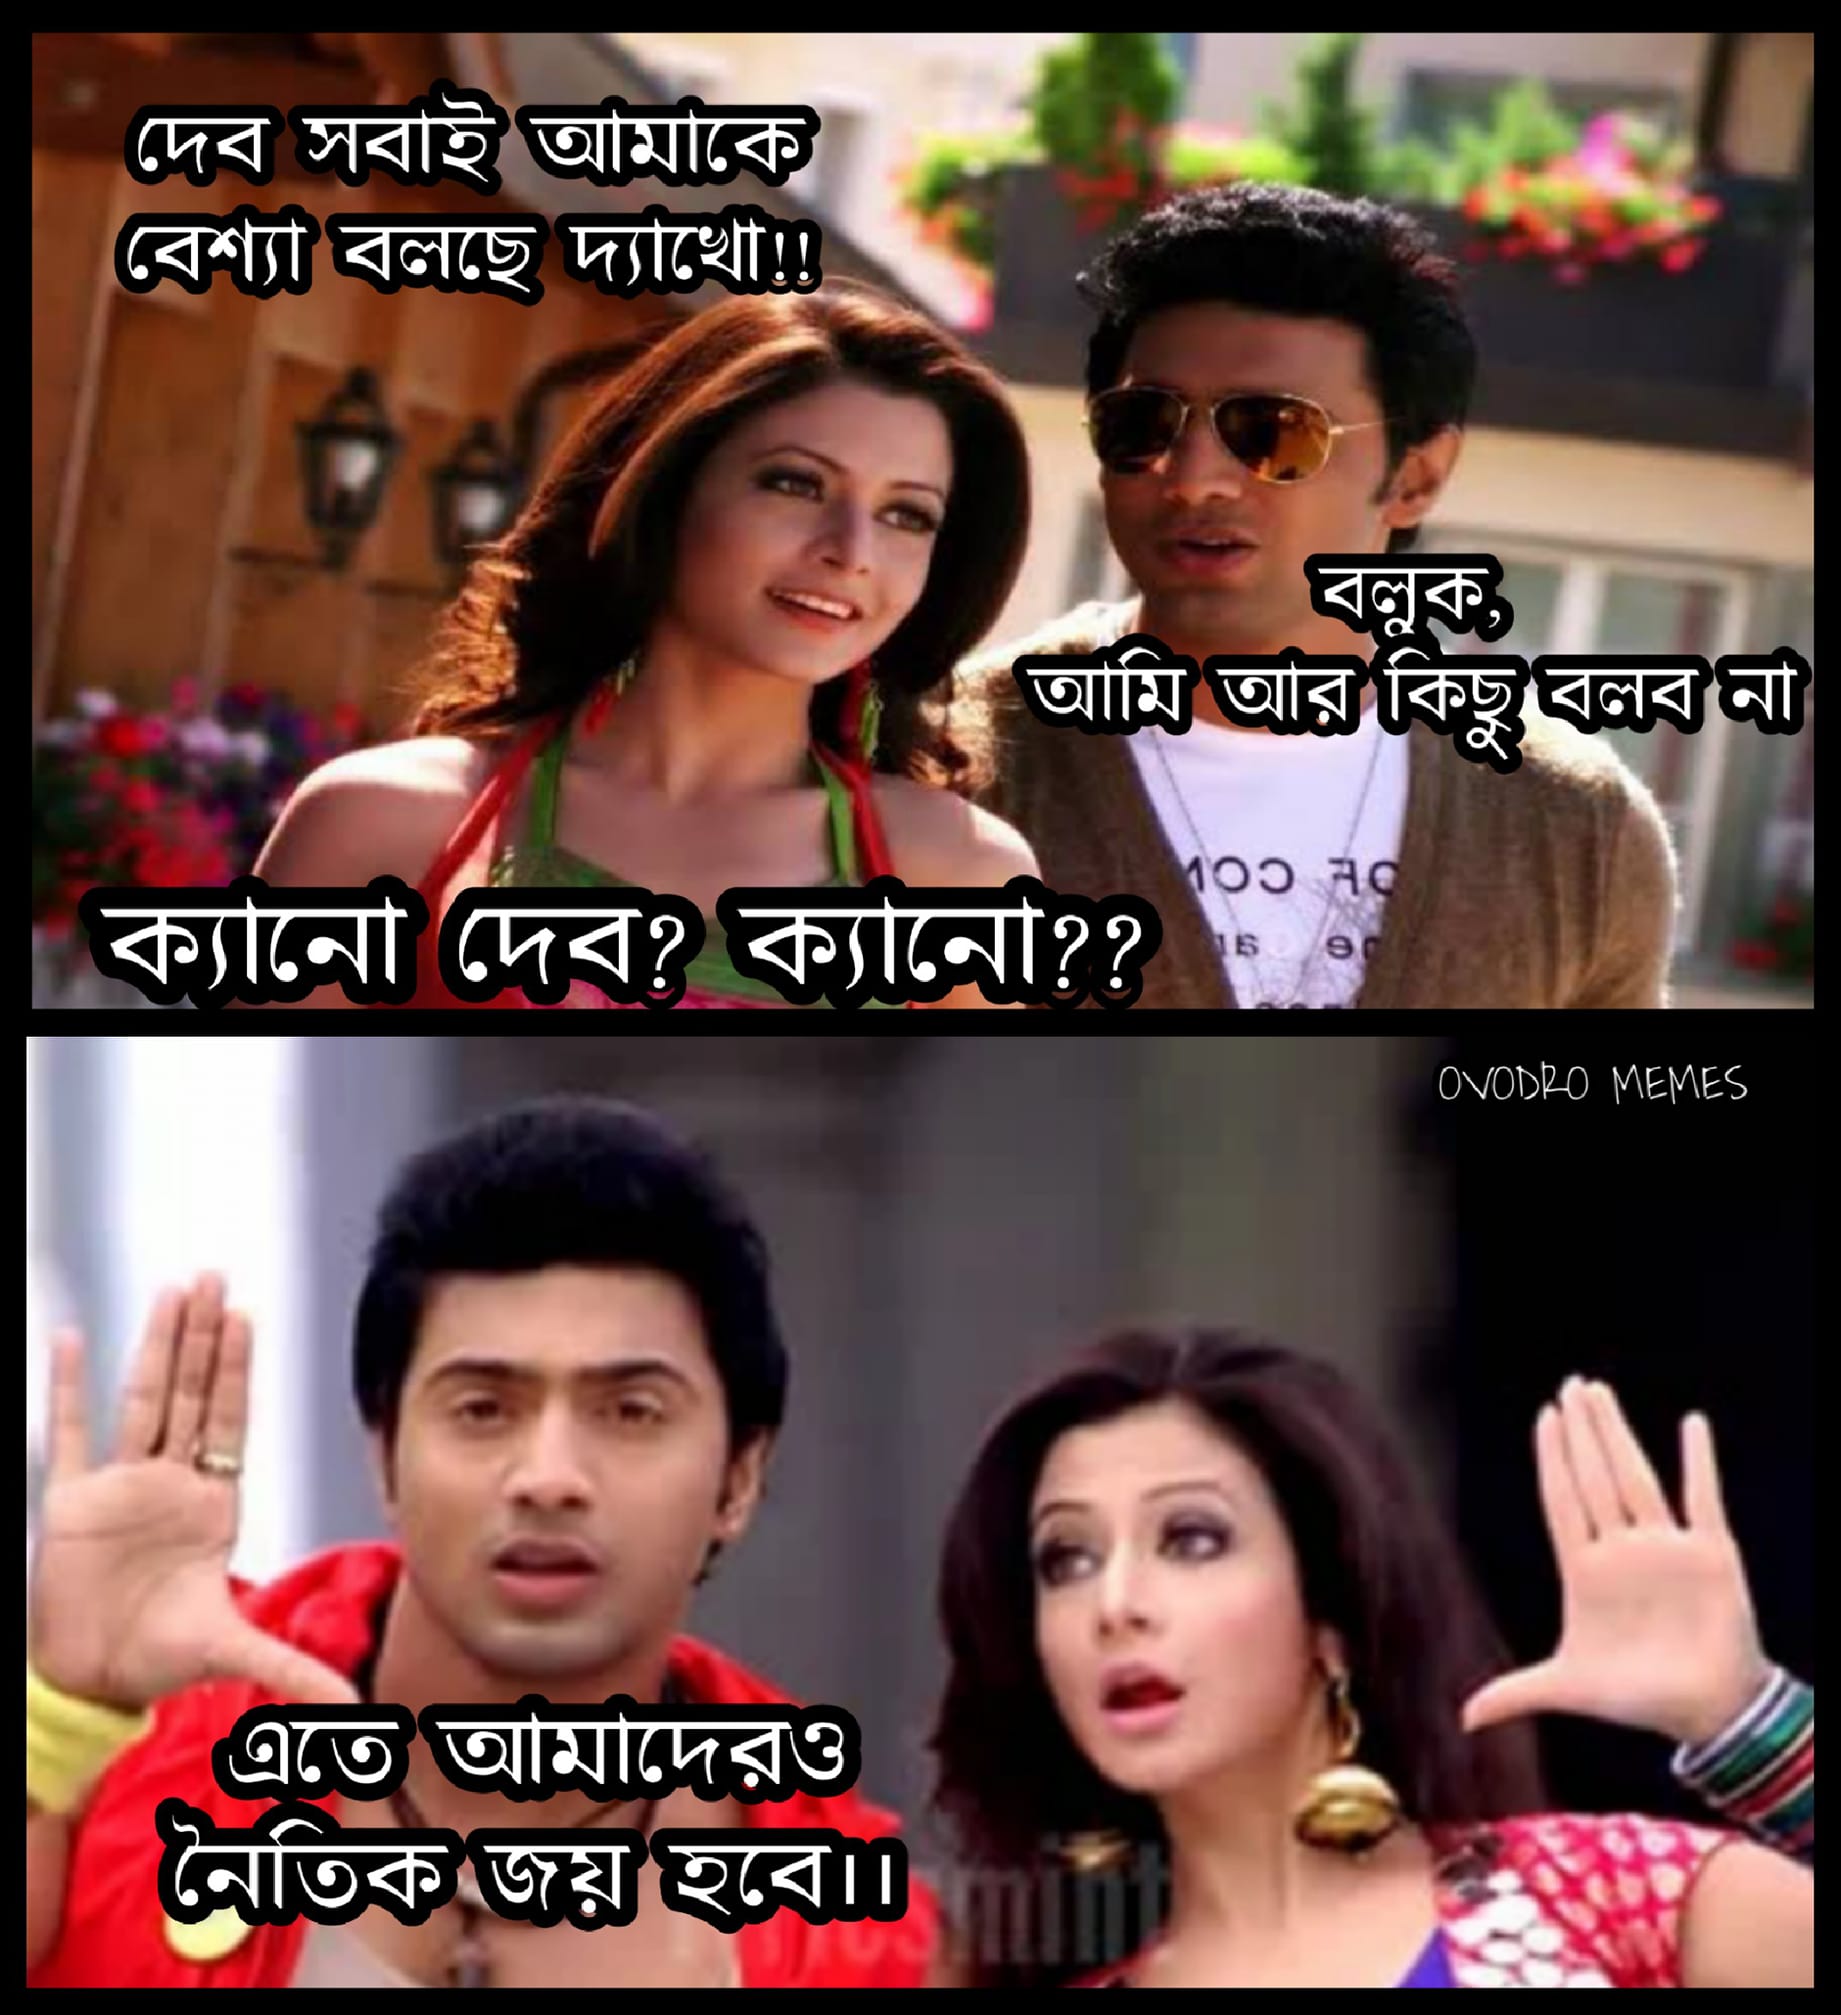 দেব সবাই আমাকে
বেশ্যা বলছে দ্যাখো!!
বলুক,
আমি আর কিছু বলব না
ক্যানো দেব? ক্যানো??
OVODRO MEMES
এতে আমাদেরও
নৈতিক জয় হবে।।